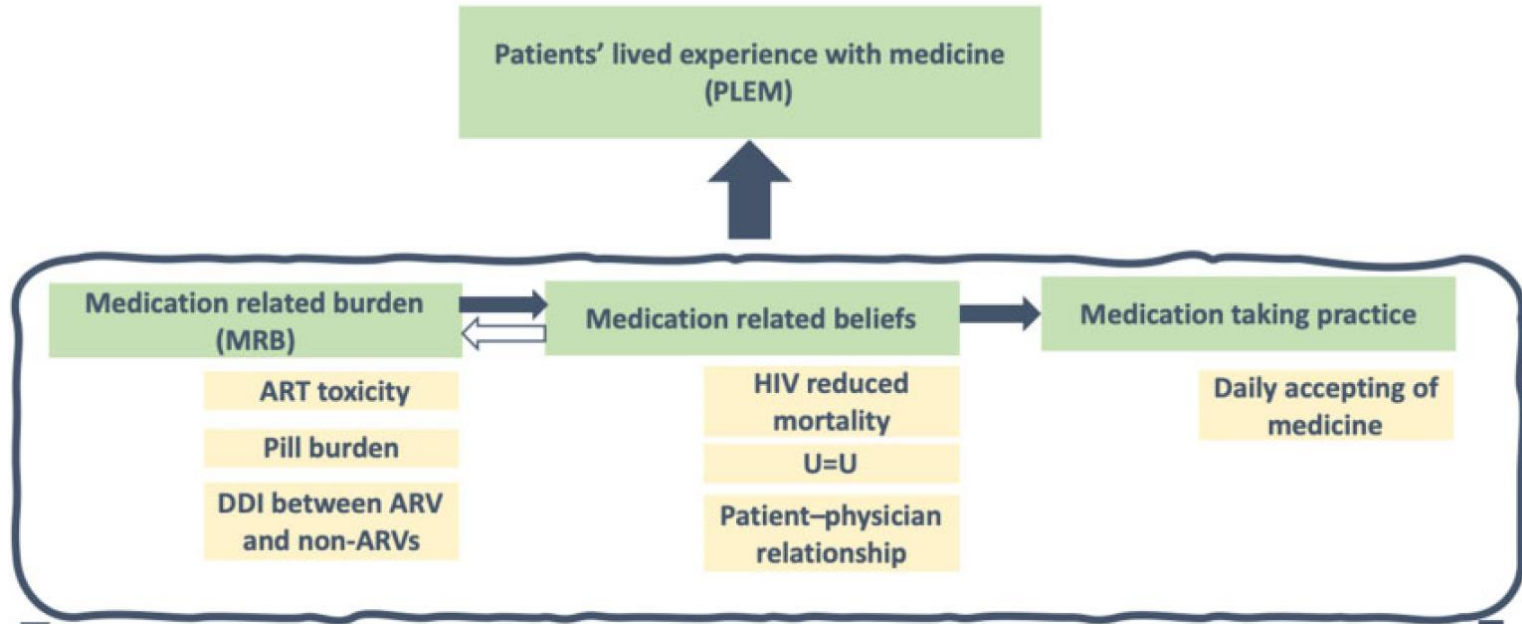 Patients' lived experience with medicine
(PLEM)
Medication related burden
(MRB)
ART toxicity
Pill burden
DDI between ARV
and non-ARVs
Medication related beliefs
HIV reduced
mortality
U=U
Patient–physician
relationship
Medication taking practice
Daily accepting of
medicine